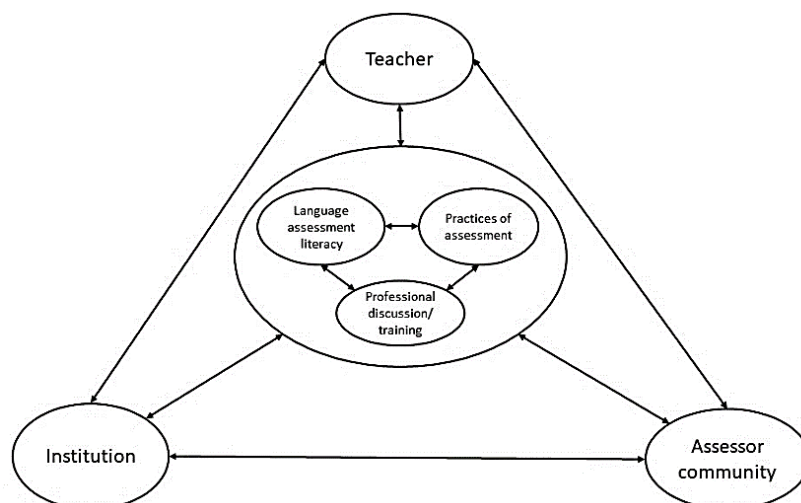 Teacher
Language
assessment
literacy
Practices of
assessment
Professional
discussion/
training
Institution
Assessor
community